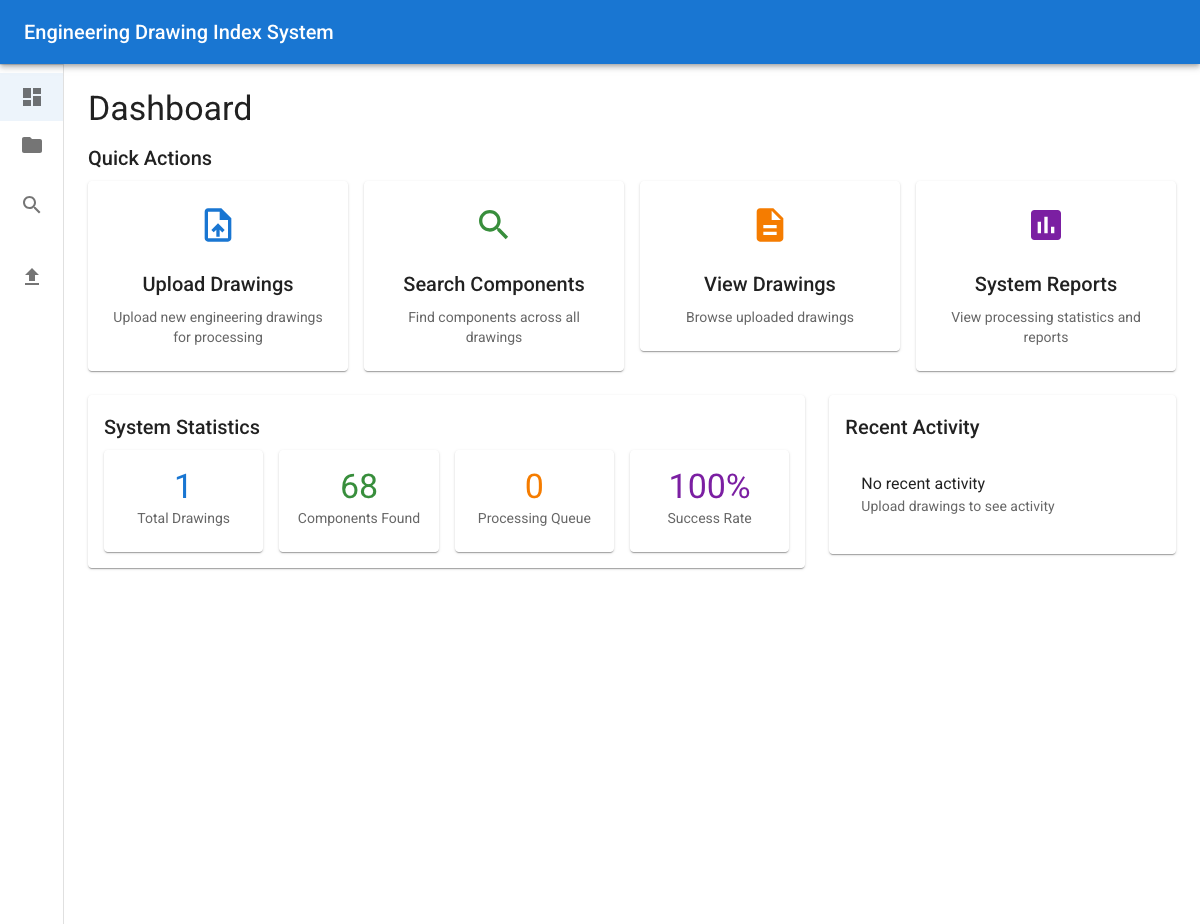 Engineering Drawing Index System
Dashboard
Quick Actions
Upload Drawings
Upload new engineering drawings
for processing
Search Components
Find components across all
drawings
View Drawings
Browse uploaded drawings
System Reports
View processing statistics and
reports
System Statistics
1
Total Drawings
68
Components Found
0
Processing Queue
100%
Success Rate
Recent Activity
No recent activity
Upload drawings to see activity